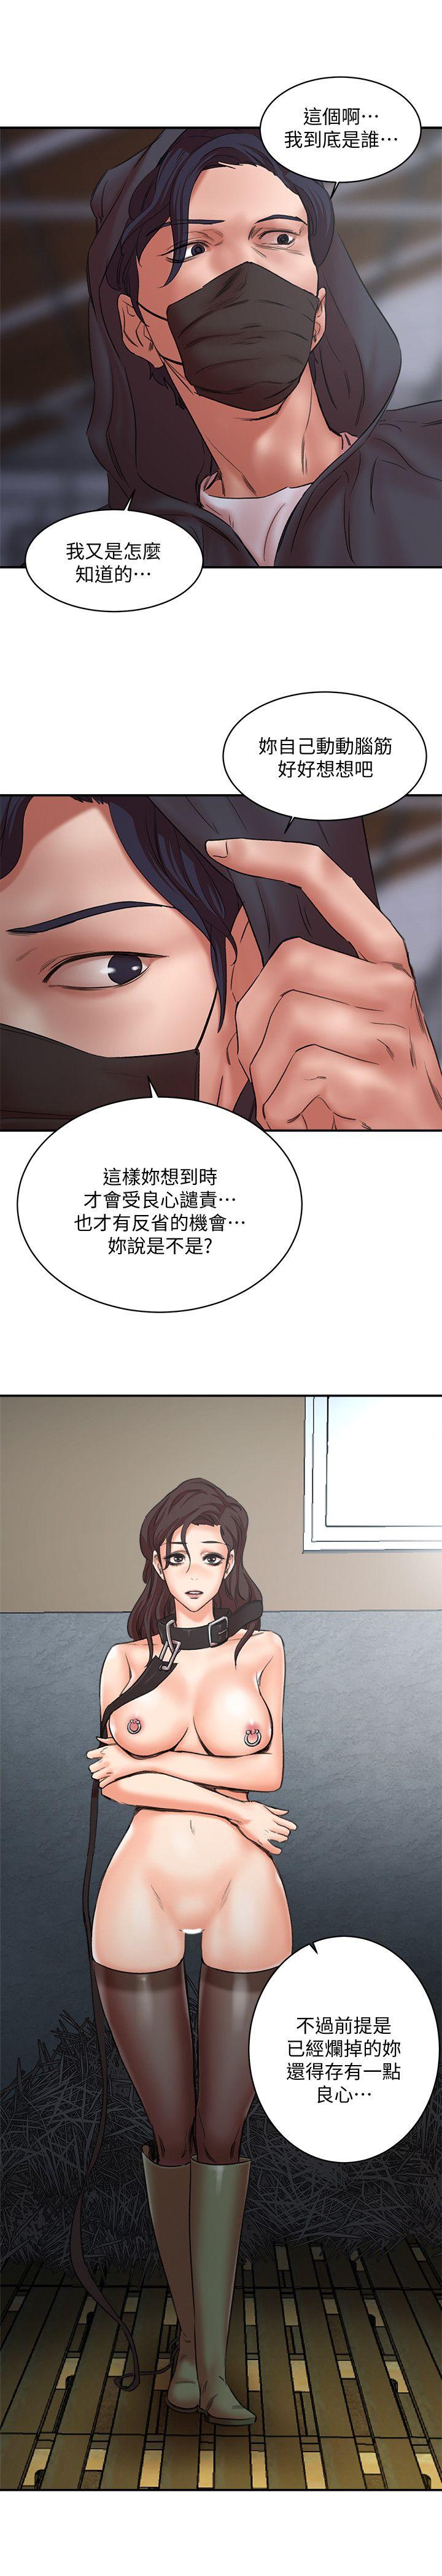 這個啊⋯
我到底是誰⋯
我又是怎麼
知道的⋯
妳自己動動腦筋
好好想想吧
這樣妳想到時
才會受良心譴責⋯
也才有反省的機會⋯
妳說是不是?
不過前提是
已經爛掉的妳
還得存有一點
良心⋯